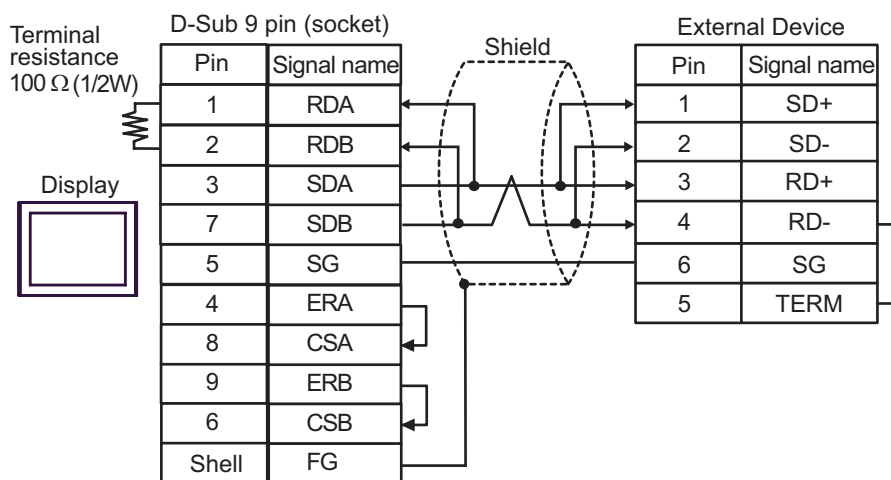 Terminal
resistance
100 Ω (1/2W)
D-Sub 9 pin (socket)
Pin Signal name
1 RDA
2 RDB
3 SDA
7 SDB
5 SG
4 ERA
8 CSA
9 ERB
6 CSB
Shell FG
Display
Shield
External Device
Pin Signal name
1 SD+
2 SD-
3 RD+
4 RD-
6 SG
5 TERM